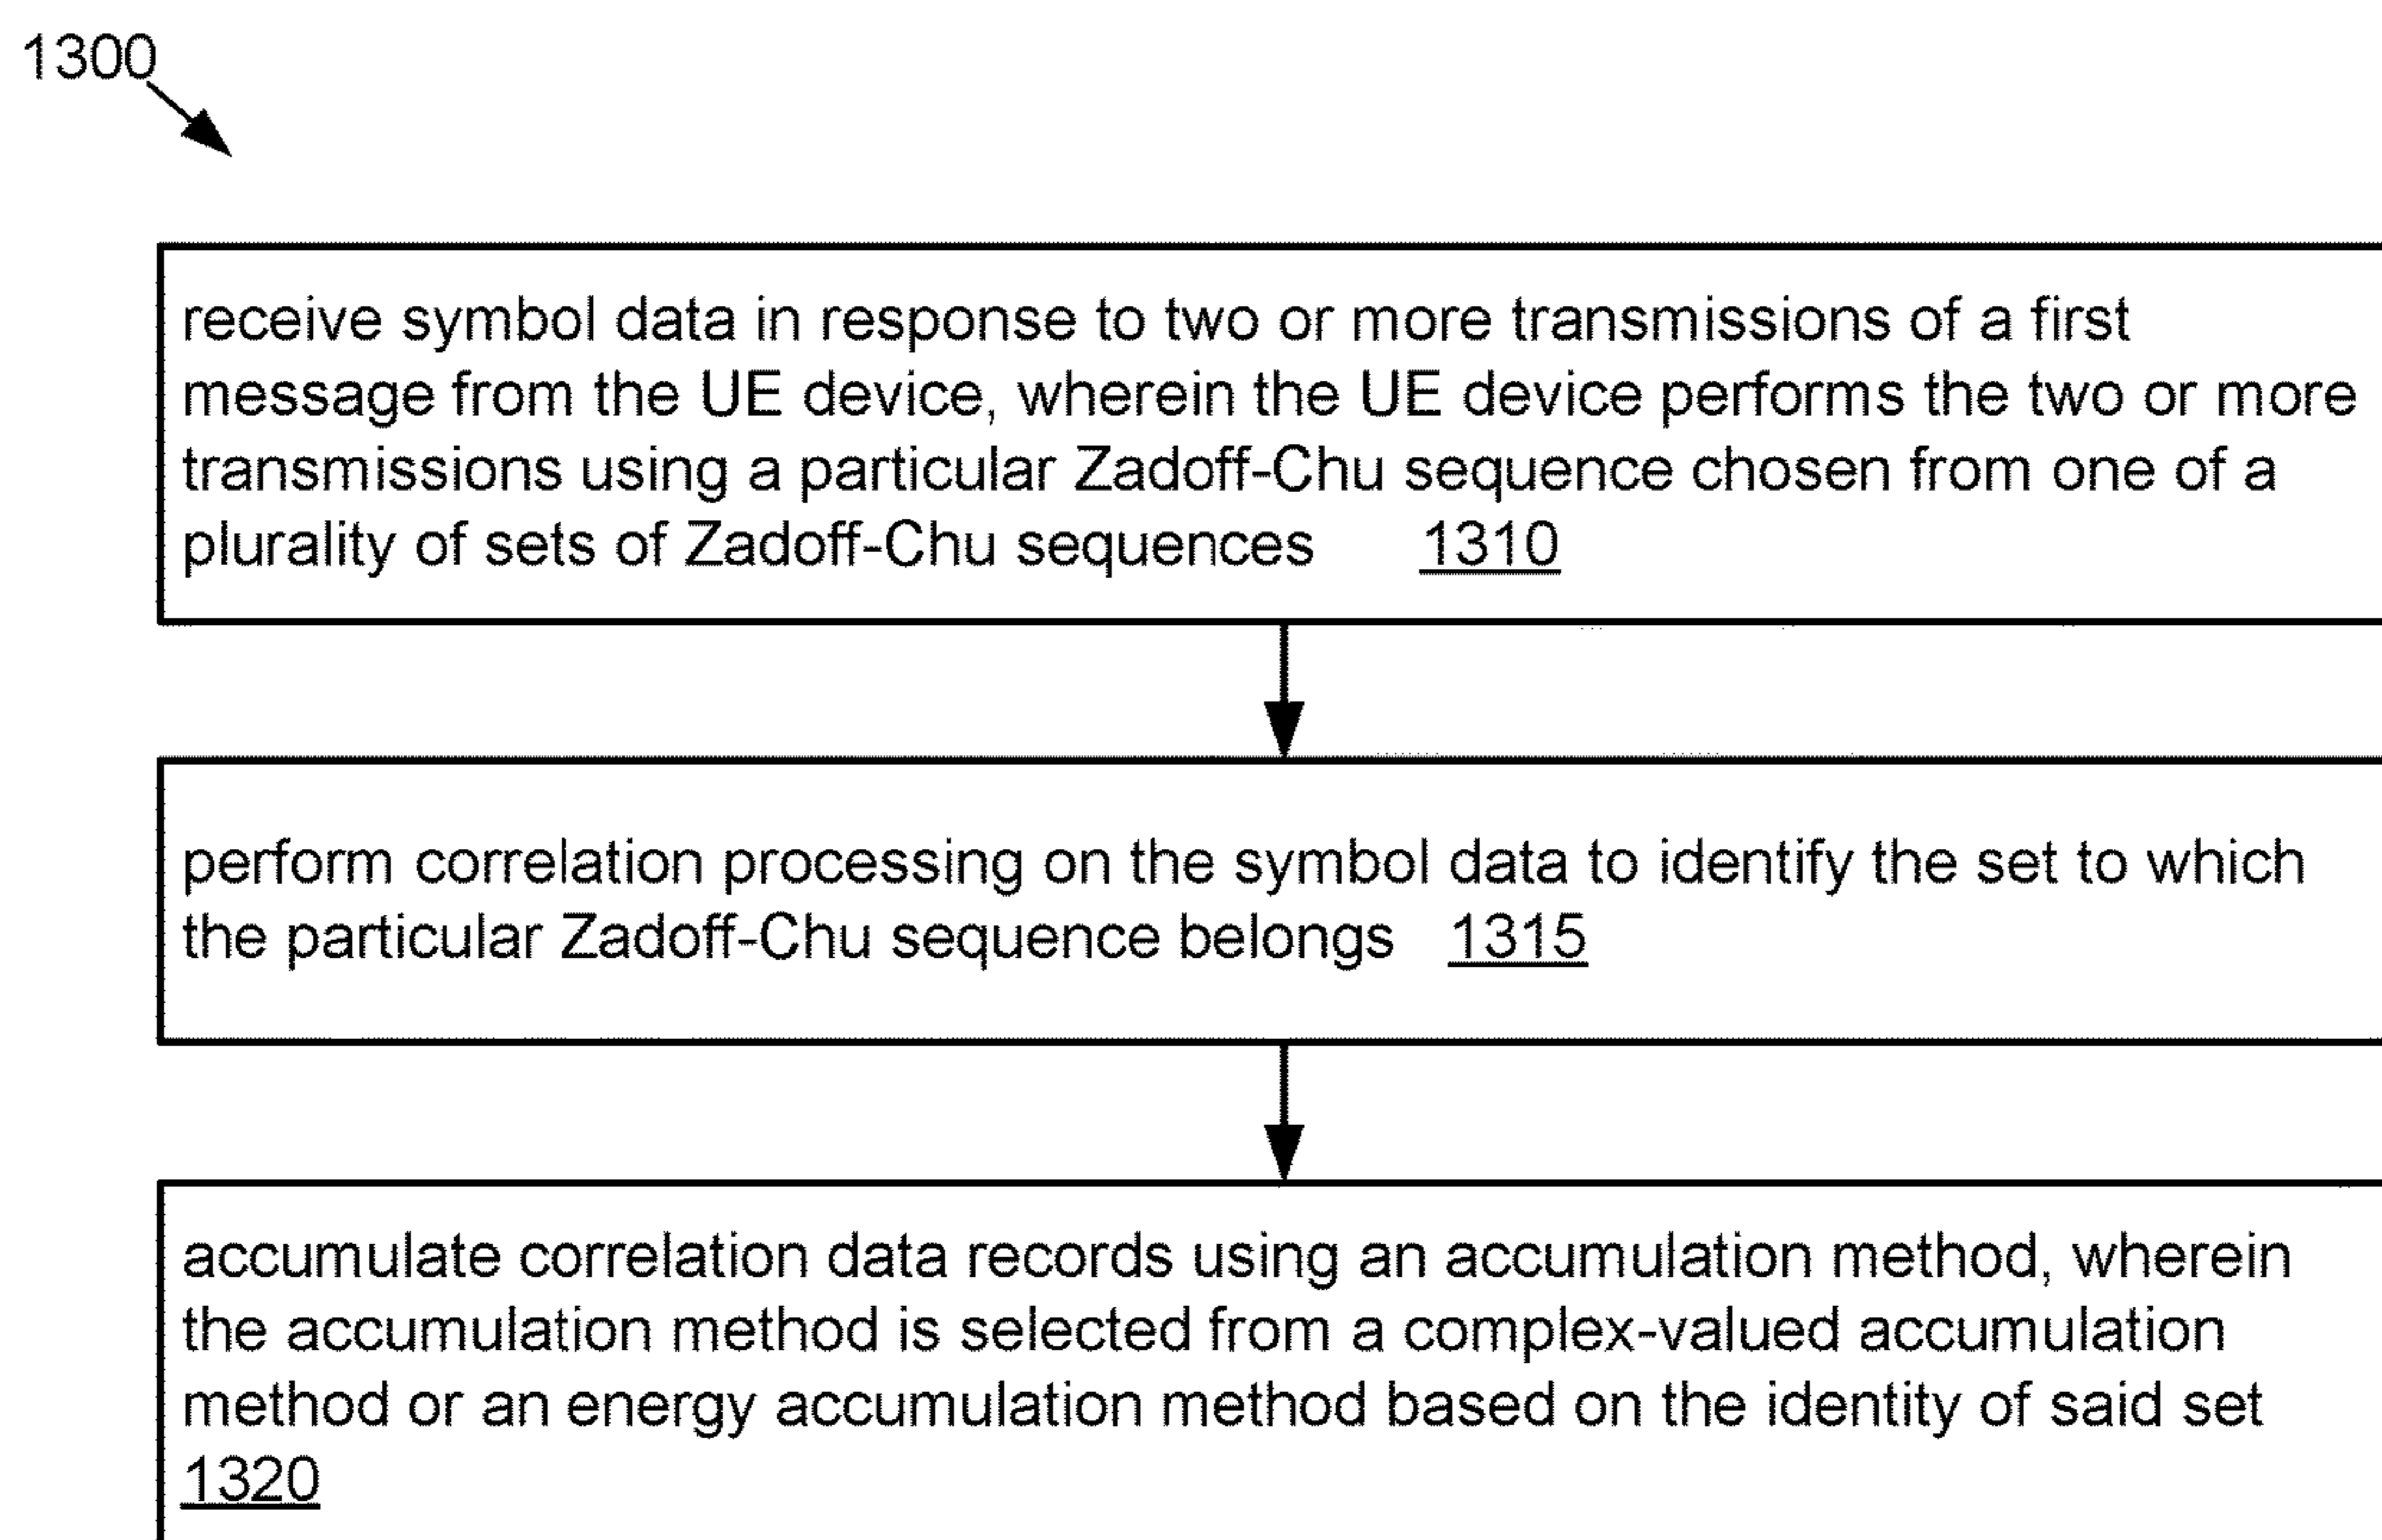 1300
receive symbol data in response to two or more transmissions of a first
message from the UE device, wherein the UE device performs the two or more
transmissions using a particular Zadoff-Chu sequence chosen from one of a
plurality of sets of Zadoff-Chu sequences 1310
perform correlation processing on the symbol data to identify the set to which
the particular Zadoff-Chu sequence belongs 1315
accumulate correlation data records using an accumulation method, wherein
the accumulation method is selected from a complex-valued accumulation
method or an energy accumulation method based on the identity of said set
1320